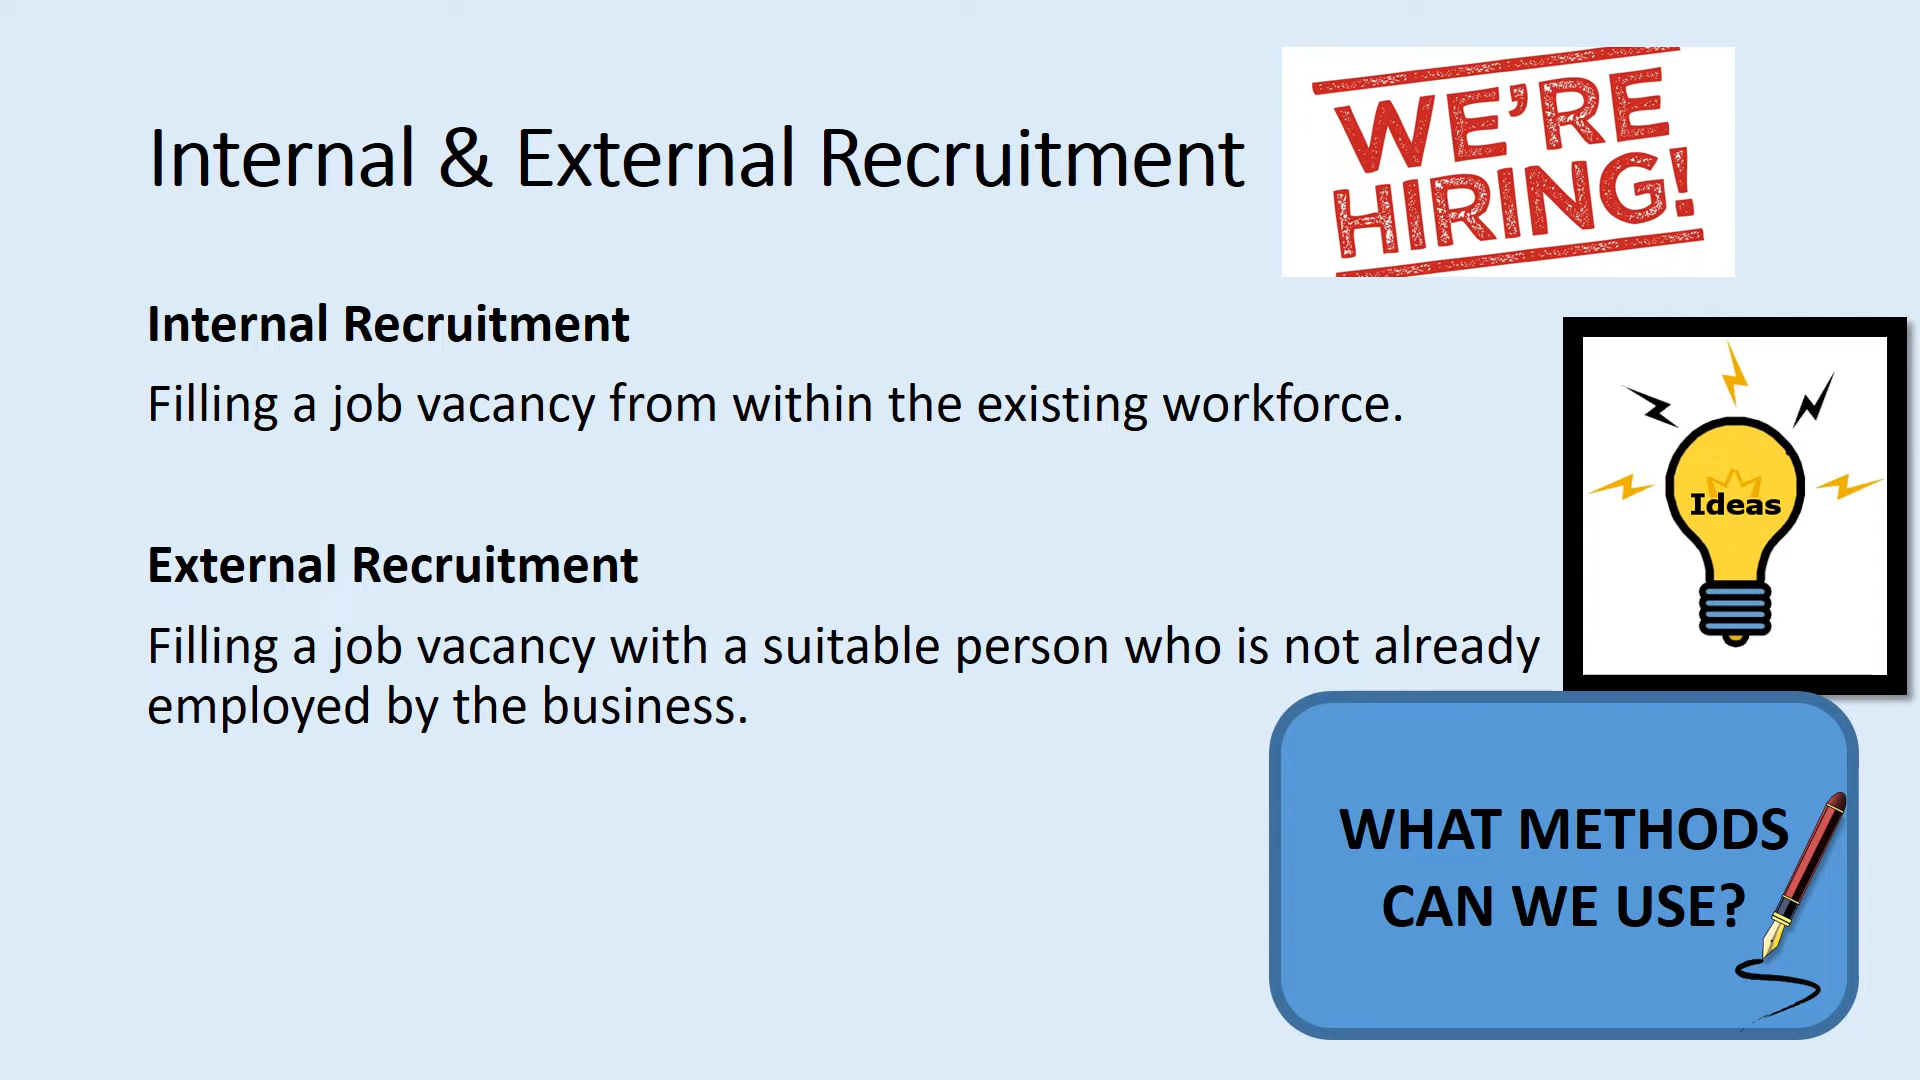 Internal & External Recruitment
WE'RE
HIRING!
Internal Recruitment
Filling a job vacancy from within the existing workforce.
Ideas
External Recruitment
Filling a job vacancy with a suitable person who is not already
employed by the business.
WHAT METHODS
CAN WE USE?